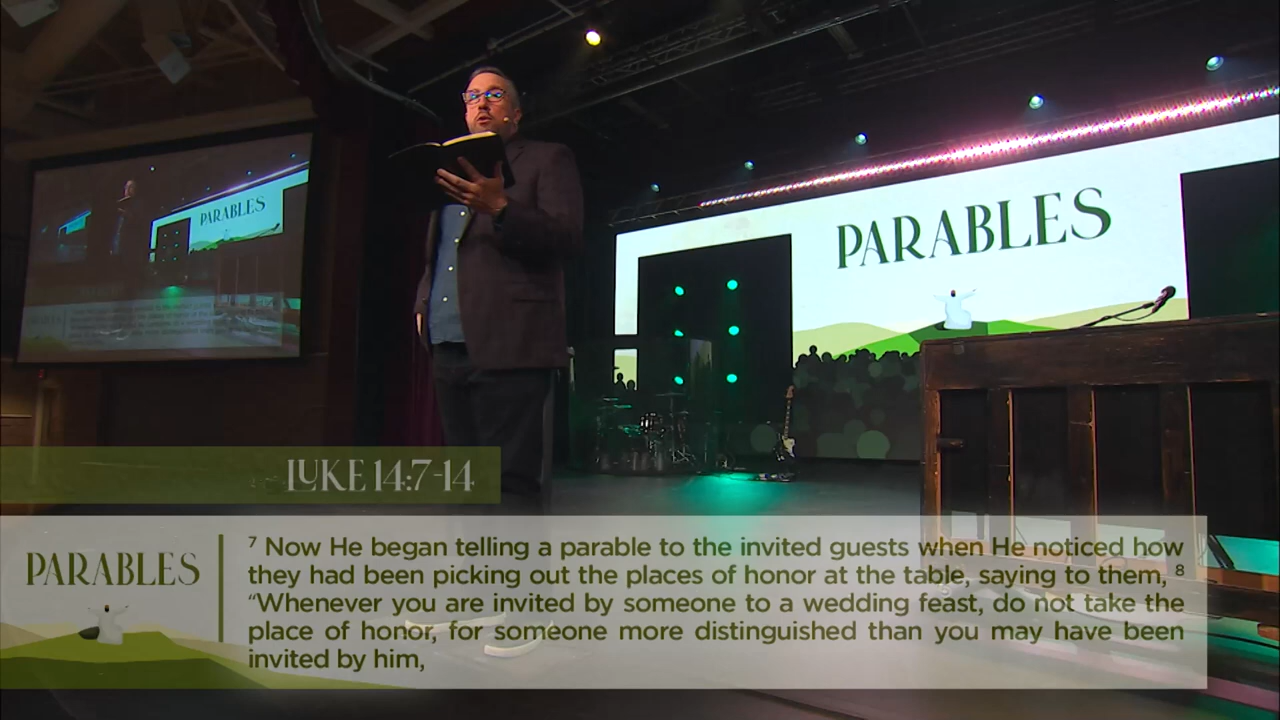 PARABLES
PARABLES
LUKE 14:7-14
PARABLES
⁷ Now He began telling a parable to the invited guests when He noticed how
they had been picking out the places of honor at the table, saying to them, ⁸
“Whenever you are invited by someone to a wedding feast, do not take the
place of honor, for someone more distinguished than you may have been
invited by him,